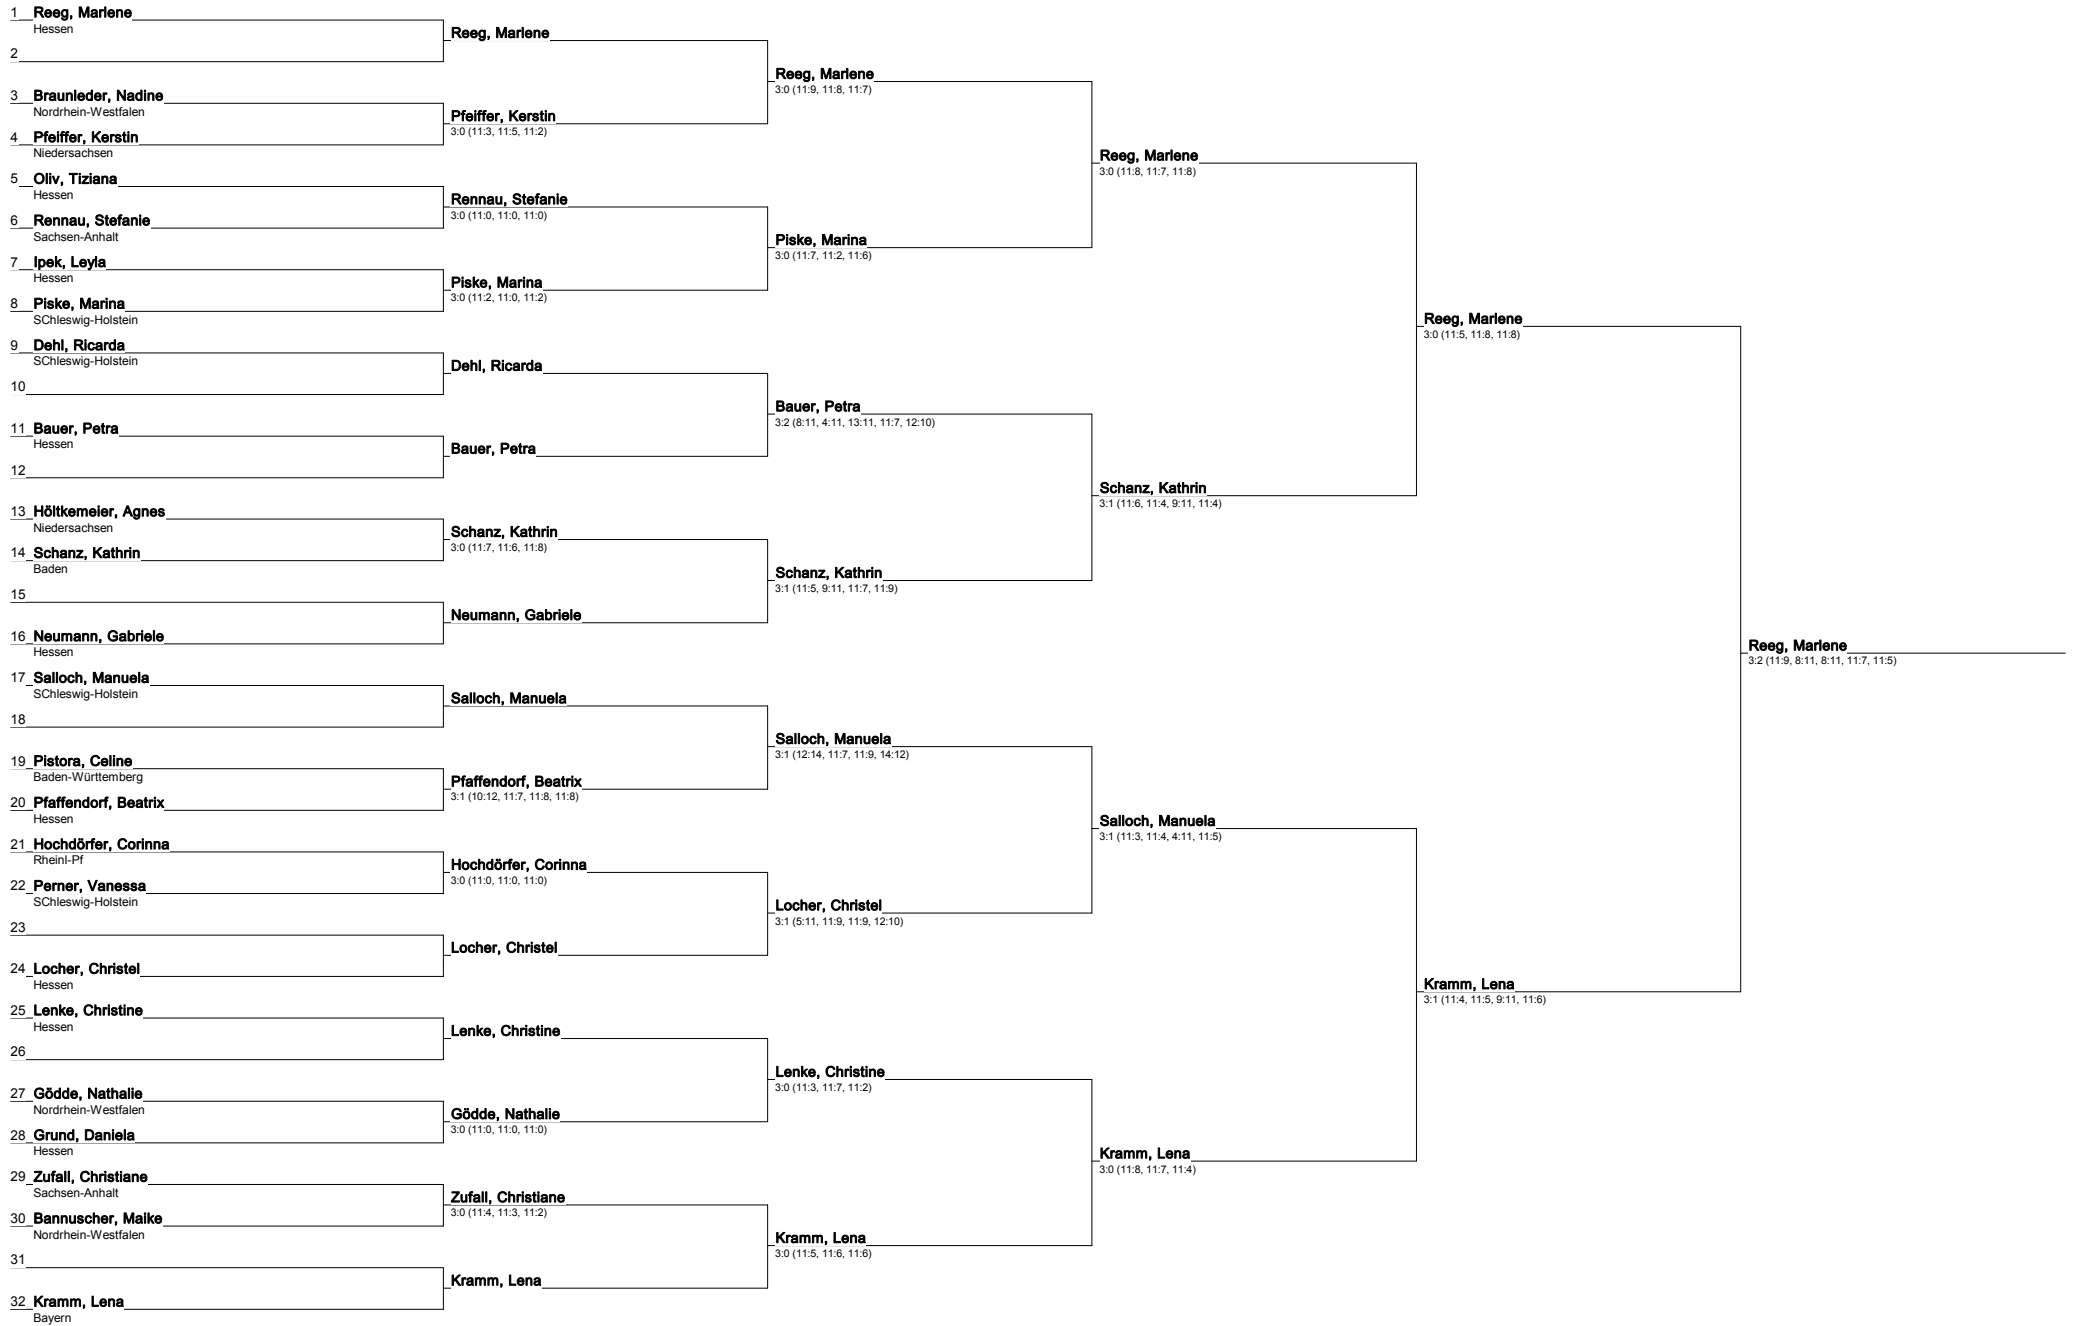 1 Reeg, Marlene
Hessen
2
3 Braunleder, Nadine
Nordrhein-Westfalen
4 Pfeiffer, Kerstin
Niedersachsen
5 Oliv, Tiziana
Hessen
6 Rennau, Stefanie
Sachsen-Anhalt
7 Ipek, Leyla
Hessen
8 Piske, Marina
SChleswig-Holstein
9 Dehl, Ricarda
SChleswig-Holstein
10
11 Bauer, Petra
Hessen
12
13 Höltkemeier, Agnes
Niedersachsen
14 Schanz, Kathrin
Baden
15
16 Neumann, Gabriele
Hessen
17 Salloch, Manuela
SChleswig-Holstein
18
19 Pistora, Celine
Baden-Württemberg
20 Pfaffendorf, Beatrix
Hessen
21 Hochdörfer, Corinna
Rheinl-Pf
22 Perner, Vanessa
SChleswig-Holstein
23
24 Locher, Christel
Hessen
25 Lenke, Christine
Hessen
26
27 Gödde, Nathalie
Nordrhein-Westfalen
28 Grund, Daniela
Hessen
29 Zufall, Christiane
Sachsen-Anhalt
30 Bannuscher, Maike
Nordrhein-Westfalen
31
32 Kramm, Lena
Bayern
Reeg, Marlene
Pfeiffer, Kerstin
3:0 (11:3, 11:5, 11:2)
Rennau, Stefanie
3:0 (11:0, 11:0, 11:0)
Piske, Marina
3:0 (11:2, 11:0, 11:2)
Dehl, Ricarda
Bauer, Petra
Schanz, Kathrin
3:0 (11:7, 11:6, 11:8)
Neumann, Gabriele
Salloch, Manuela
Pfaffendorf, Beatrix
3:1 (10:12, 11:7, 11:8, 11:8)
Hochdörfer, Corinna
3:0 (11:0, 11:0, 11:0)
Locher, Christel
Lenke, Christine
Gödde, Nathalie
3:0 (11:0, 11:0, 11:0)
Zufall, Christiane
3:0 (11:4, 11:3, 11:2)
Kramm, Lena
Reeg, Marlene
3:0 (11:9, 11:8, 11:7)
Piske, Marina
3:0 (11:7, 11:2, 11:6)
Bauer, Petra
3:2 (8:11, 4:11, 13:11, 11:7, 12:10)
Schanz, Kathrin
3:1 (11:5, 9:11, 11:7, 11:9)
Salloch, Manuela
3:1 (12:14, 11:7, 11:9, 14:12)
Locher, Christel
3:1 (5:11, 11:9, 11:9, 12:10)
Lenke, Christine
3:0 (11:3, 11:7, 11:2)
Kramm, Lena
3:0 (11:5, 11:6, 11:6)
Reeg, Marlene
3:0 (11:8, 11:7, 11:8)
Schanz, Kathrin
3:1 (11:6, 11:4, 9:11, 11:4)
Salloch, Manuela
3:1 (11:3, 11:4, 4:11, 11:5)
Kramm, Lena
3:0 (11:8, 11:7, 11:4)
Reeg, Marlene
3:0 (11:5, 11:8, 11:8)
Kramm, Lena
3:1 (11:4, 11:5, 9:11, 11:6)
Reeg, Marlene
3:2 (11:9, 8:11, 8:11, 11:7, 11:5)